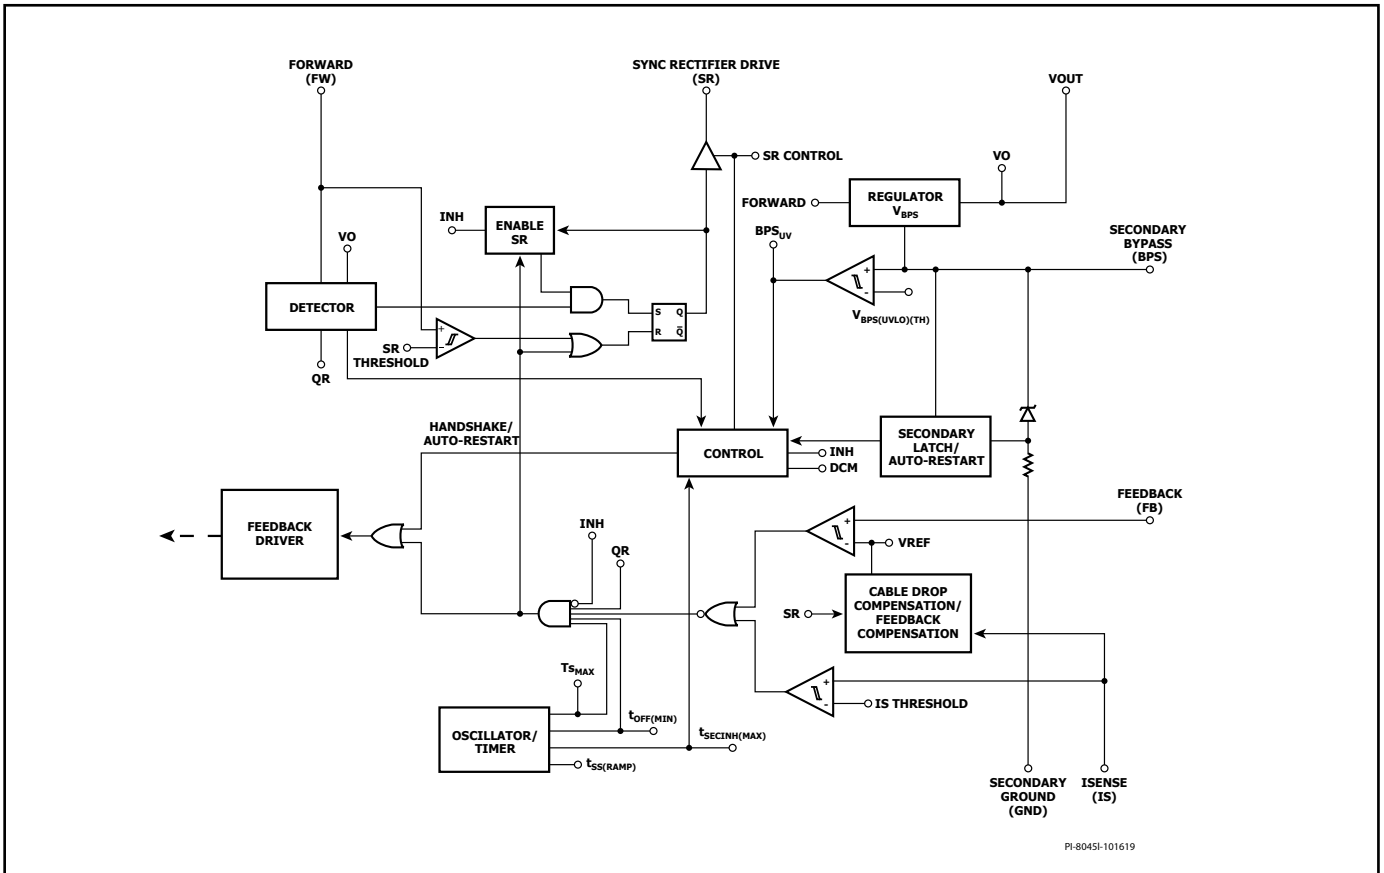 FORWARD
(FW)
SYNC RECTIFIER DRIVE
(SR)
VOUT
SR CONTROL
VO
FORWARD
REGULATOR
VBPS
INH
ENABLE
SR
VO
BPSUV
SECONDARY
BYPASS
(BPS)
+
-
VBPS(UVLO)(TH)
DETECTOR
S Q
R Q̅
+
−
SR
THRESHOLD
QR
HANDSHAKE/
AUTO-RESTART
CONTROL
INH
DCM
SECONDARY
LATCH/
AUTO-RESTART
FEEDBACK
DRIVER
INH
QR
+
-
VREF
FEEDBACK
(FB)
SR
CABLE DROP
COMPENSATION/
FEEDBACK
COMPENSATION
TsMAX
+
-
IS THRESHOLD
OSCILLATOR/
TIMER
tOFF(MIN)
tSECINH(MAX)
tSS(RAMP)
SECONDARY
GROUND
(GND)
ISENSE
(IS)
PI-8045l-101619